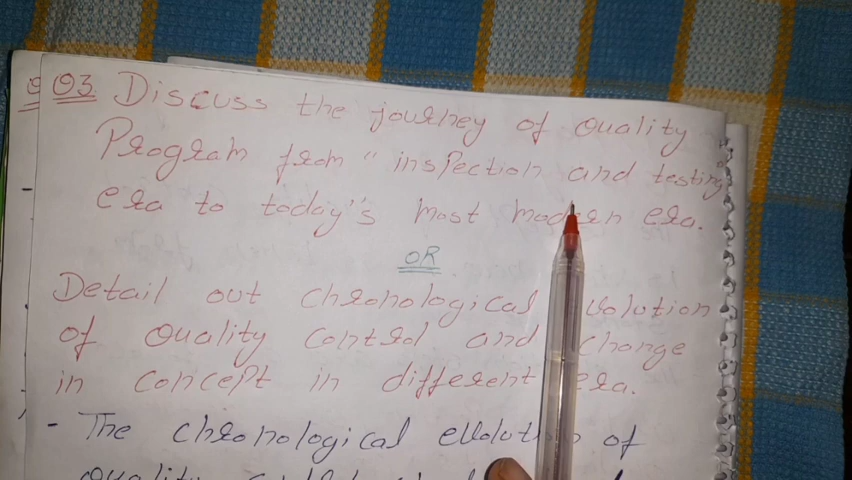 Q3 Discuss the journey of Quality
Program from "inspection and testing"
era to today's most modern era.
OR
Detail out chronological evolution
of Quality control and change
in concept in different era.
- The chronological evolution of
quality